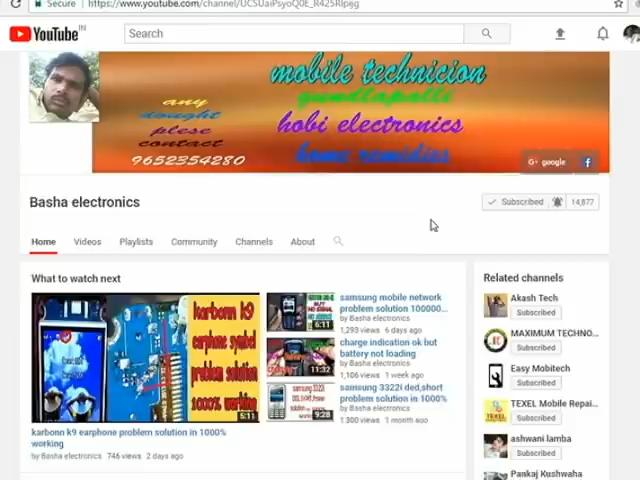 Secure https://www.youtube.com/channel/UCSUaiPsyoQ0E_R425Rlpijg
YouTube IN
Search
mobile technicion
gundlapalli
any
dought
plese
contact
9652354280
hobi electronics
home remidies
G+ google
Basha electronics
Subscribed 14,877
Home Videos Playlists Community Channels About
What to watch next
karbonn k9
earphone symbel
problem solution
1000% working
5:11
karbonn k9 earphone problem solution in 1000%
working
by Basha electronics 746 views 2 days ago
6:11
samsung mobile network
problem solution 100000...
by Basha electronics
1,293 views 6 days ago
11:32
charge indication ok but
battery not loading
by Basha electronics
1,106 views 1 week ago
9:28
samsung 3322i ded,short
problem solution in 1000%
by Basha electronics
1,300 views 1 month ago
Related channels
Akash Tech
Subscribed
MAXIMUM TECHNO...
Subscribed
Easy Mobitech
Subscribed
TEXEL Mobile Repai...
Subscribed
ashwani lamba
Subscribed
Pankaj Kushwaha